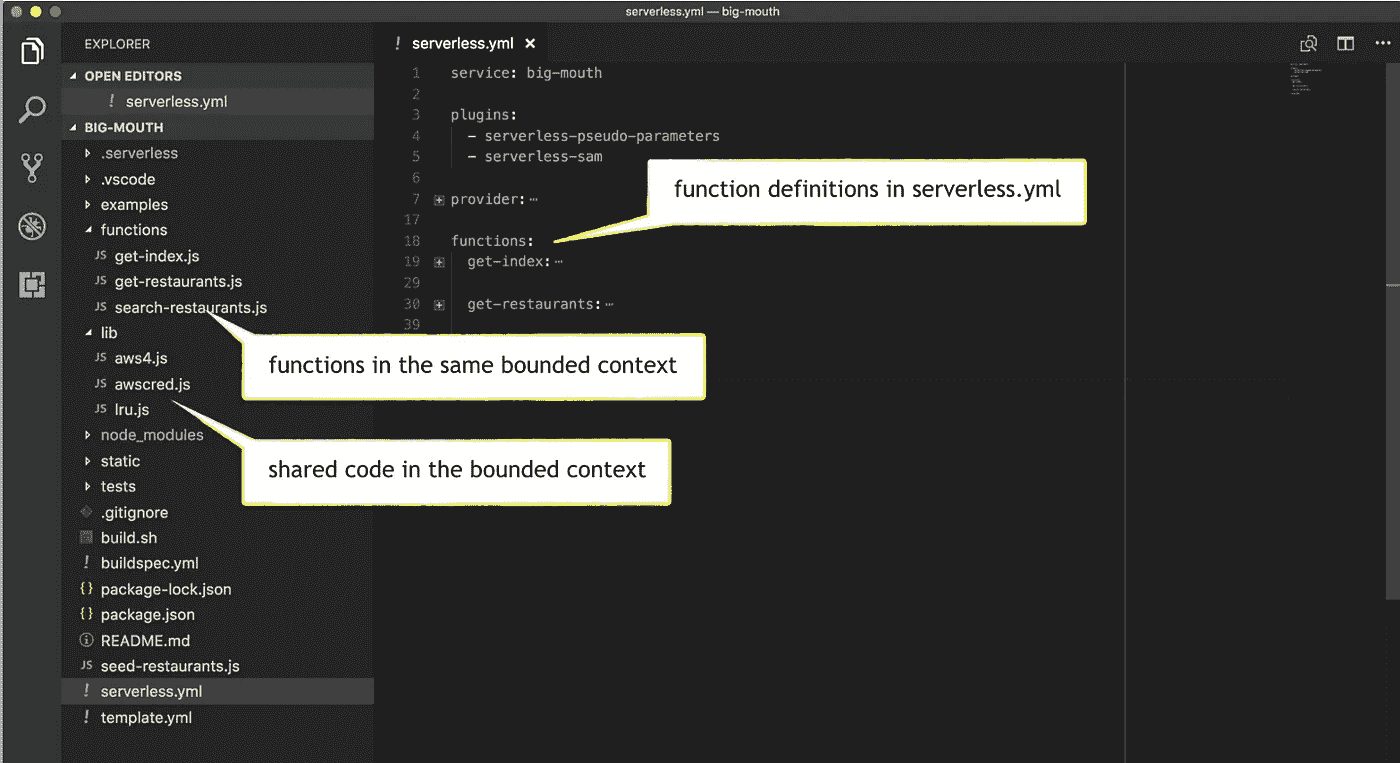 serverless.yml — big-mouth
EXPLORER
OPEN EDITORS
! serverless.yml
BIG-MOUTH
.serverless
.vscode
examples
functions
JS get-index.js
JS get-restaurants.js
JS search-restaurants.js
lib
JS aws4.js
JS awscred.js
JS lru.js
node_modules
static
tests
.gitignore
build.sh
! buildspec.yml
{} package-lock.json
{} package.json
README.md
JS seed-restaurants.js
! serverless.yml
! template.yml
! serverless.yml ×
1 service: big-mouth
2
3 plugins:
4 - serverless-pseudo-parameters
5 - serverless-sam
6
7 provider:⋯
17
18 functions:
19 get-index:⋯
29
30 get-restaurants:⋯
39
function definitions in serverless.yml
functions in the same bounded context
shared code in the bounded context